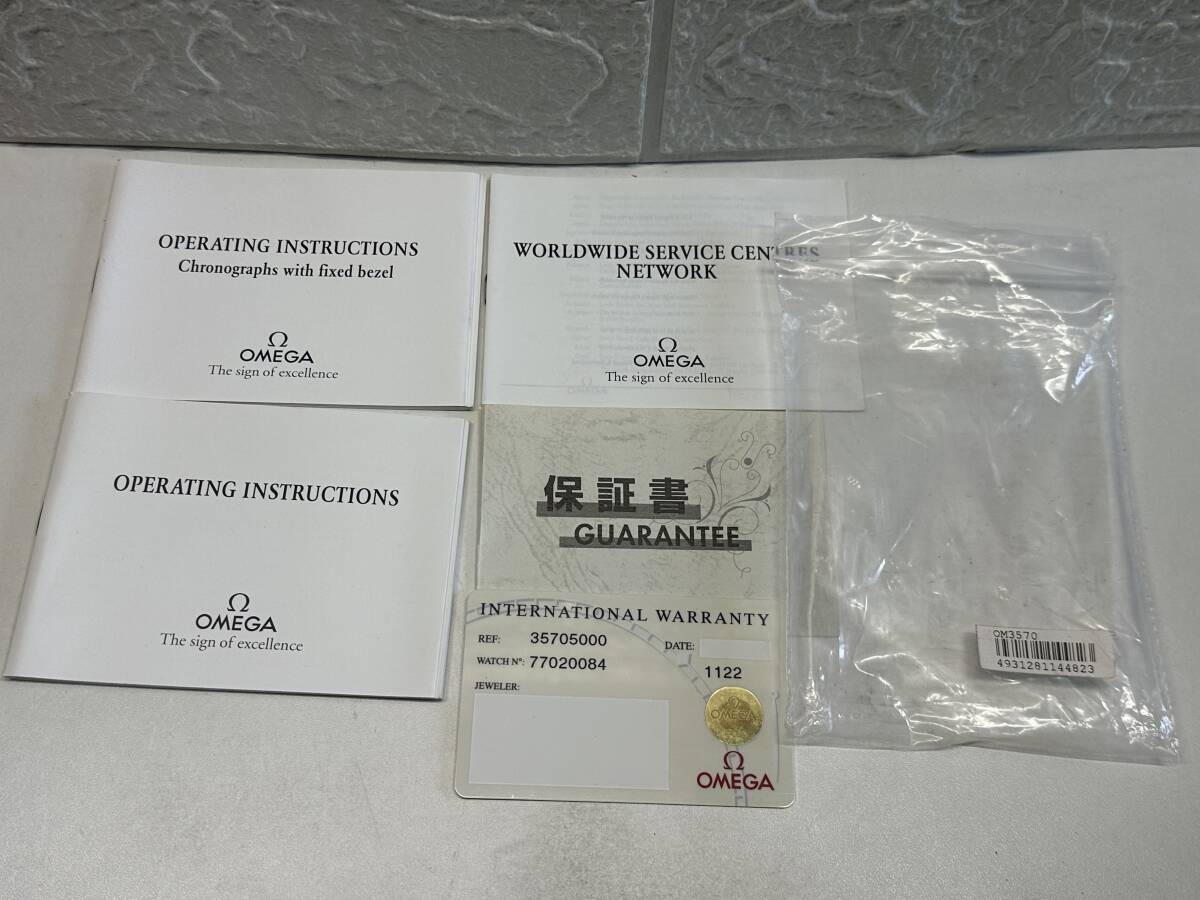 OPERATING INSTRUCTIONS
Chronographs with fixed bezel
Ω
OMEGA
The sign of excellence
WORLDWIDE SERVICE CENTRES
NETWORK
Ω
OMEGA
The sign of excellence
OPERATING INSTRUCTIONS
Ω
OMEGA
The sign of excellence
保証書
GUARANTEE
INTERNATIONAL WARRANTY
REF: 35705000
DATE:
WATCH Nº: 77020084
1122
JEWELER:
Ω
OMEGA
Ω
OMEGA
OM3570
4931281144823